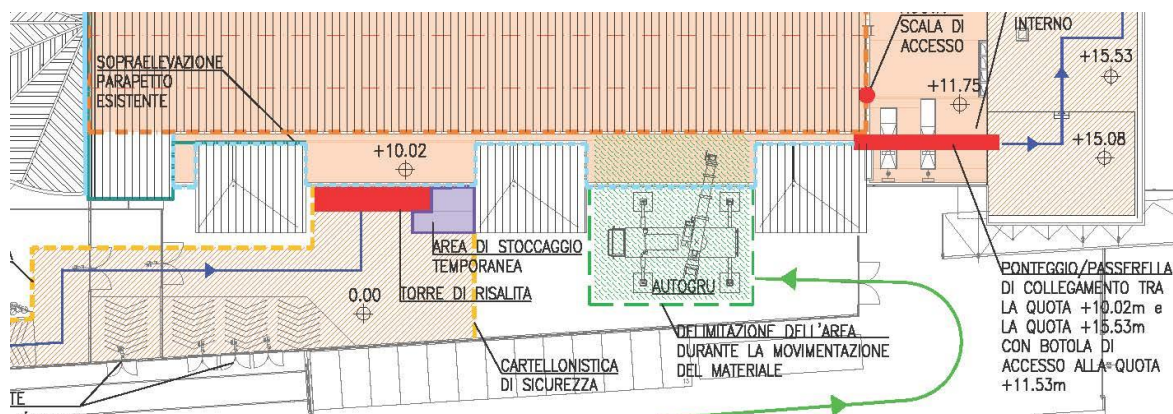 SCALA DI
ACCESSO
INTERNO
SOPRAELEVAZIONE
PARAPETTO
ESISTENTE
+15.53
+11.75
+10.02
+15.08
AREA DI STOCCAGGIO
TEMPORANEA
TORRE DI RISALITA
0.00
AUTOGRU
DELIMITAZIONE DELL'AREA
DURANTE LA MOVIMENTAZIONE
DEL MATERIALE
CARTELLONISTICA
DI SICUREZZA
PONTEGGIO/PASSERELLA
DI COLLEGAMENTO TRA
LA QUOTA +10.02m e
LA QUOTA +15.53m
CON BOTOLA DI
ACCESSO ALLA QUOTA
+11.53m
TE